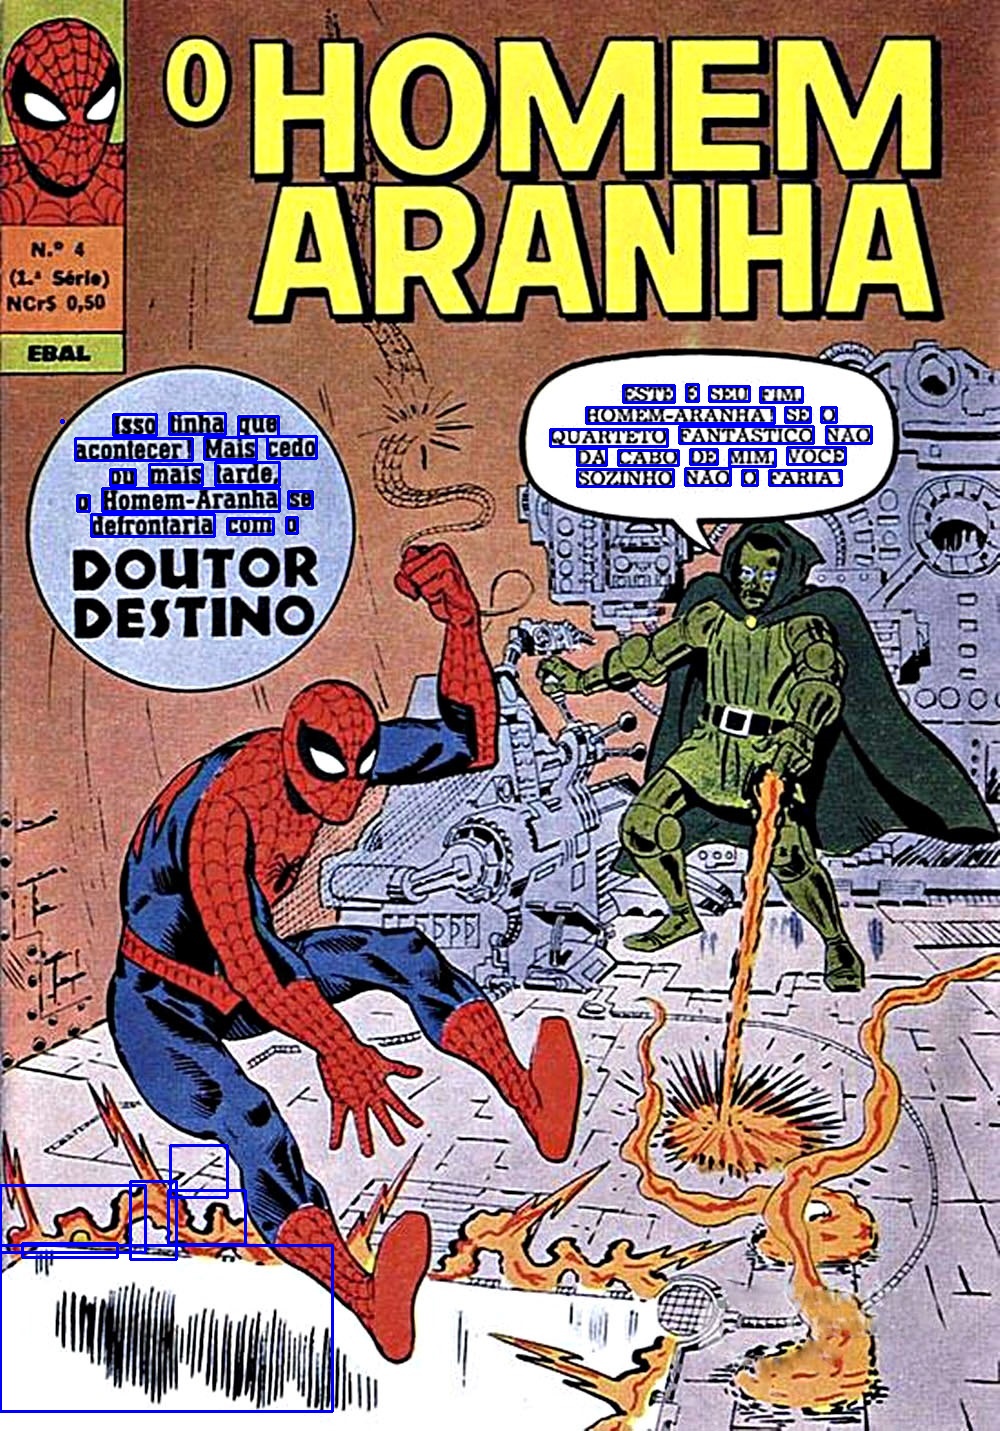 O HOMEM
ARANHA
N.º 4
(1.ª Série)
NCr$ 0,50
EBAL
Isso tinha que
acontecer! Mais cedo
ou mais tarde,
o Homem-Aranha se
defrontaria com o
DOUTOR
DESTINO
ESTE É SEU FIM,
HOMEM-ARANHA! SE O
QUARTETO FANTÁSTICO NÃO
DÁ CABO DE MIM, VOCÊ
SOZINHO NÃO O FARIA!